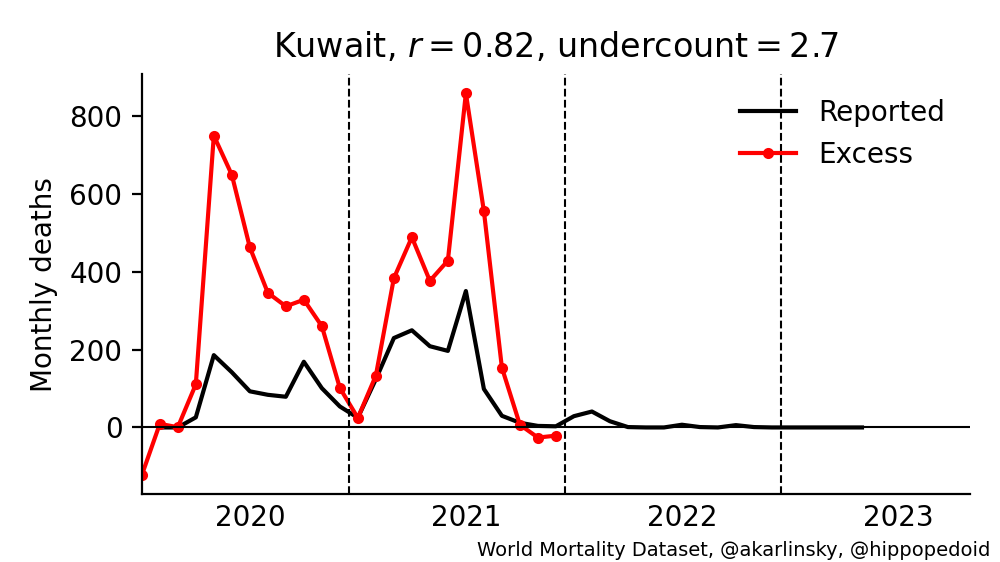 Kuwait, r = 0.82, undercount = 2.7
Reported
Excess
Monthly deaths
800
600
400
200
0
2020 2021 2022 2023
World Mortality Dataset, @akarlinsky, @hippopedoid